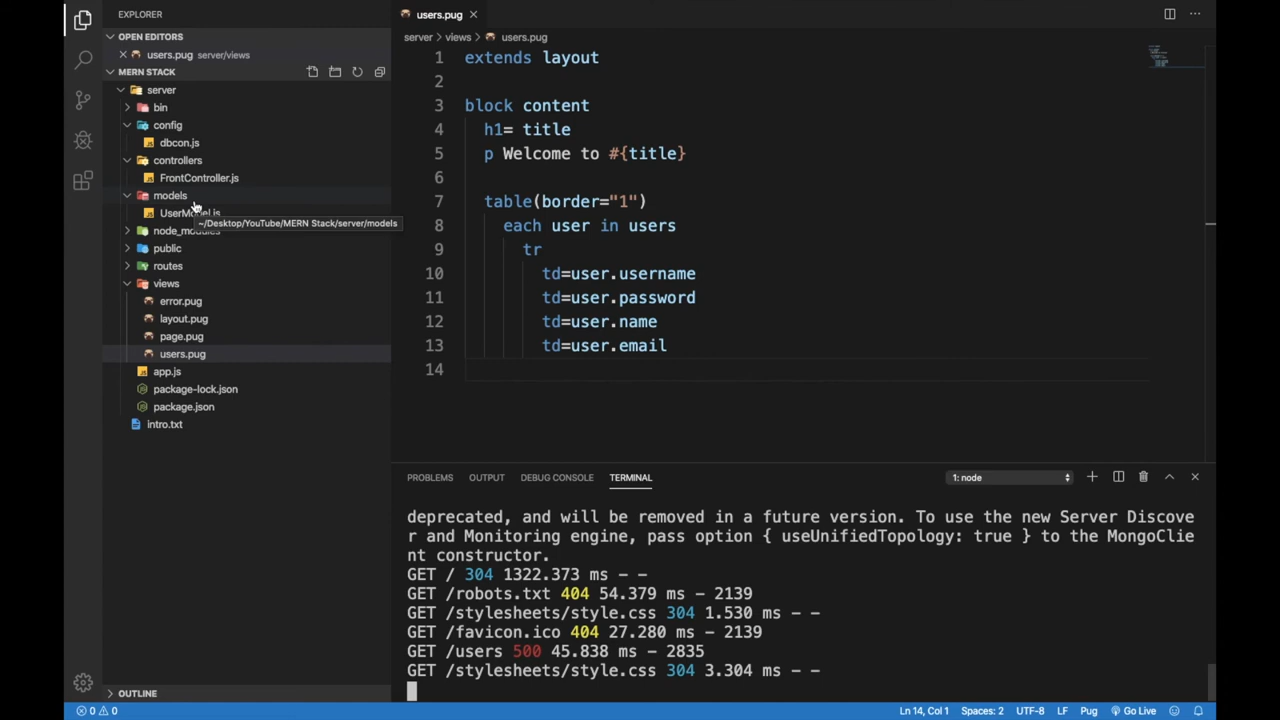 EXPLORER
OPEN EDITORS
users.pug server/views
MERN STACK
server
bin
config
dbcon.js
controllers
FrontController.js
models
~/Desktop/YouTube/MERN Stack/server/models
public
routes
views
error.pug
layout.pug
page.pug
users.pug
app.js
package-lock.json
package.json
intro.txt
OUTLINE
users.pug
server > views > users.pug
1 extends layout
2
3 block content
4 h1= title
5 p Welcome to #{title}
6
7 table(border="1")
8 each user in users
9 tr
10 td=user.username
11 td=user.password
12 td=user.name
13 td=user.email
14
PROBLEMS OUTPUT DEBUG CONSOLE TERMINAL 1: node
deprecated, and will be removed in a future version. To use the new Server Discove
r and Monitoring engine, pass option { useUnifiedTopology: true } to the MongoClie
nt constructor.
GET / 304 1322.373 ms - -
GET /robots.txt 404 54.379 ms - 2139
GET /stylesheets/style.css 304 1.530 ms - -
GET /favicon.ico 404 27.280 ms - 2139
GET /users 500 45.838 ms - 2835
GET /stylesheets/style.css 304 3.304 ms - -
0 0 Ln 14, Col 1 Spaces: 2 UTF-8 LF Pug Go Live